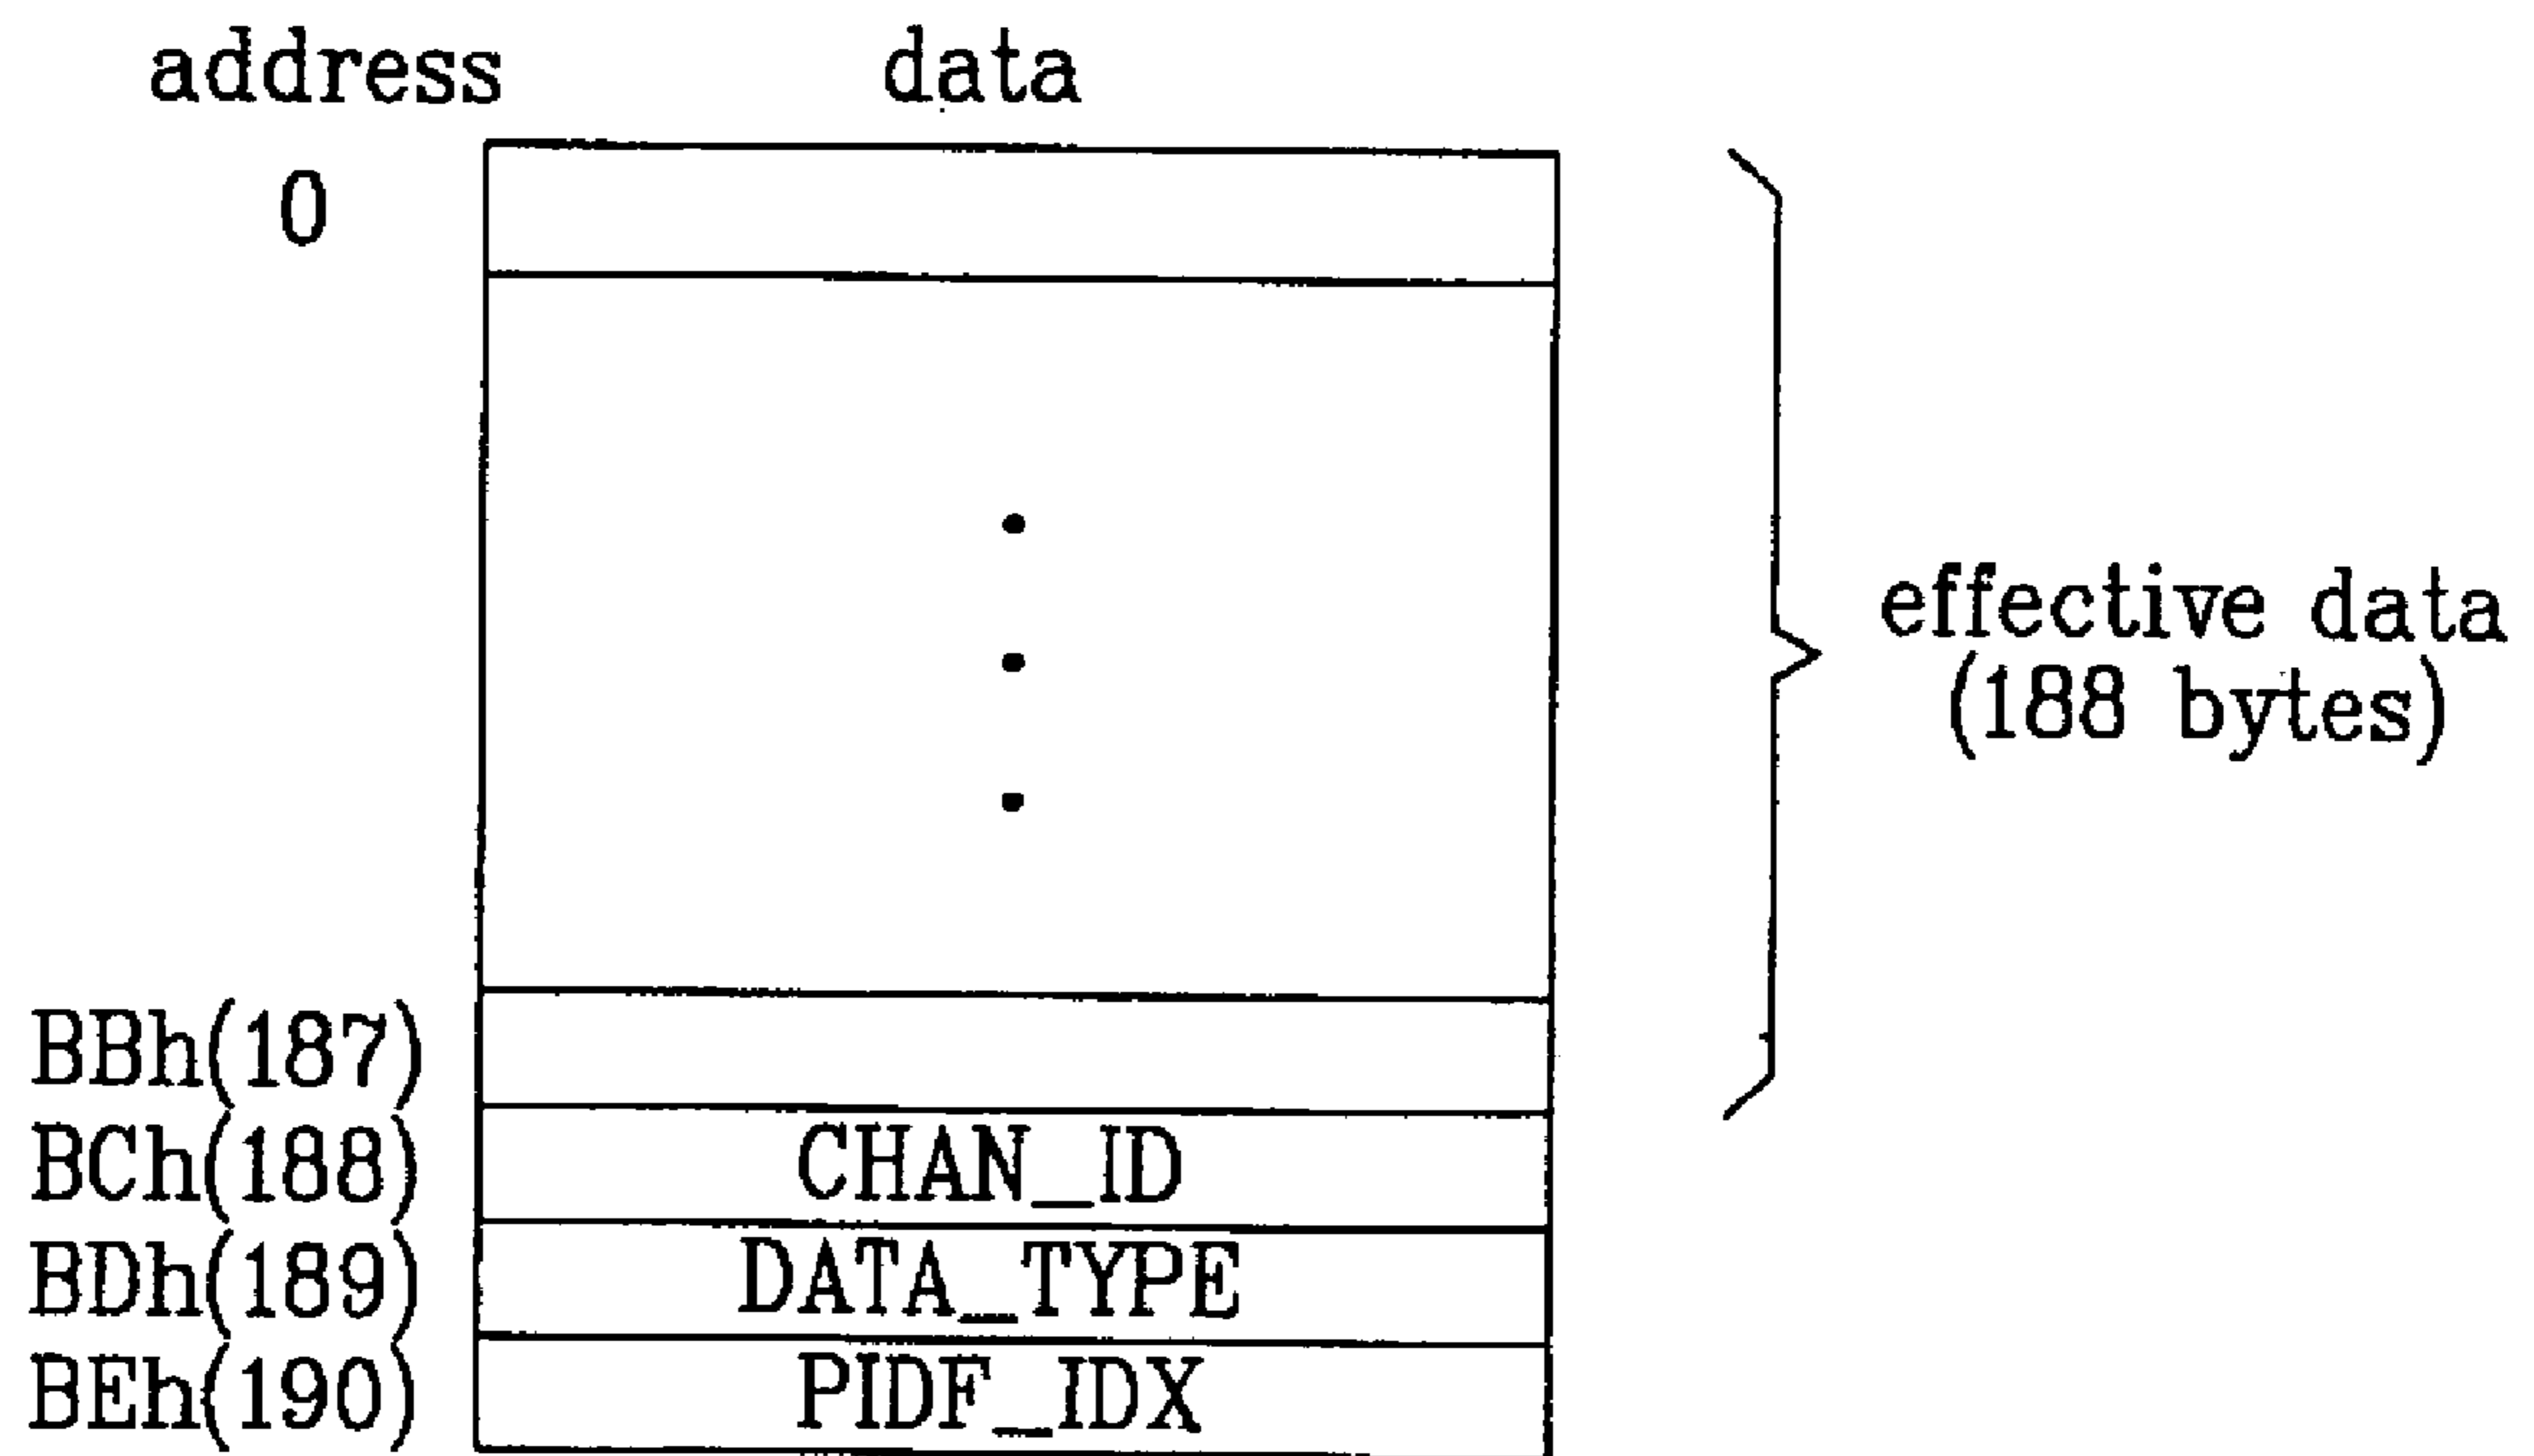 address data
0
effective data
(188 bytes)
BBh(187)
BCh(188) CHAN_ID
BDh(189) DATA_TYPE
BEh(190) PIDF_IDX